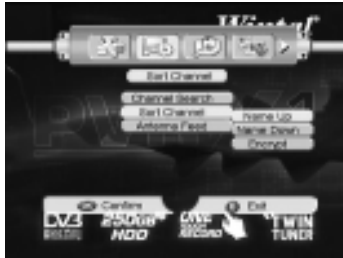 Sort Channel
Channel Search
Sort Channel
Antenna Feed
Name Up
Name Down
Encrypt
OK Confirm
Exit
250GB
HDD
RECORD
TWIN
TUNER